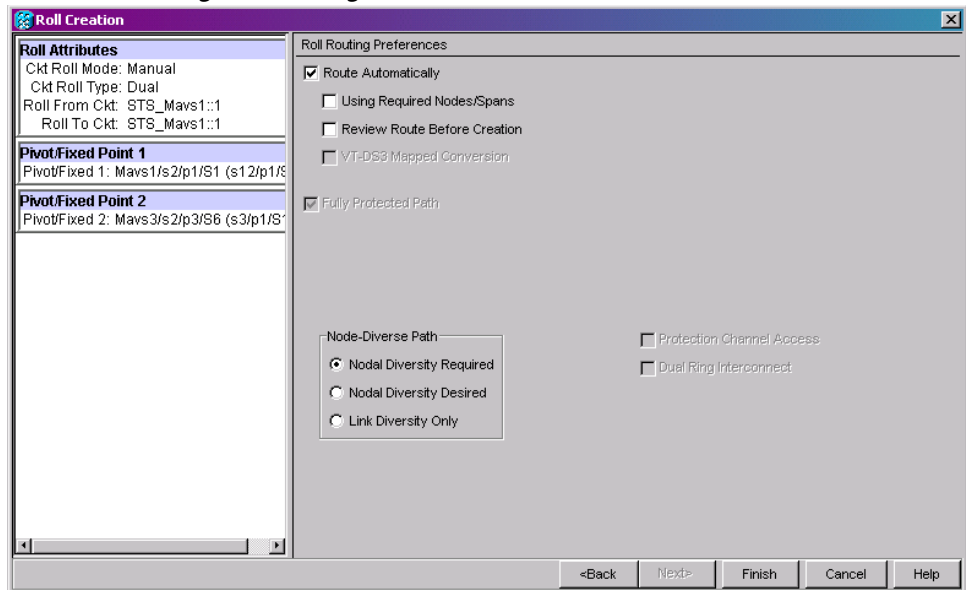 Roll Creation
Roll Attributes
Ckt Roll Mode: Manual
Ckt Roll Type: Dual
Roll From Ckt: STS_Mavs1::1
Roll To Ckt: STS_Mavs1::1
Pivot/Fixed Point 1
Pivot/Fixed 1: Mavs1/s2/p1/S1 (s12/p1/S
Pivot/Fixed Point 2
Pivot/Fixed 2: Mavs3/s2/p3/S6 (s3/p1/S1
Roll Routing Preferences
Route Automatically
Using Required Nodes/Spans
Review Route Before Creation
VT-DS3 Mapped Conversion
Fully Protected Path
Node-Diverse Path
Nodal Diversity Required
Nodal Diversity Desired
Link Diversity Only
Protection Channel Access
Dual Ring Interconnect
<Back Next> Finish Cancel Help